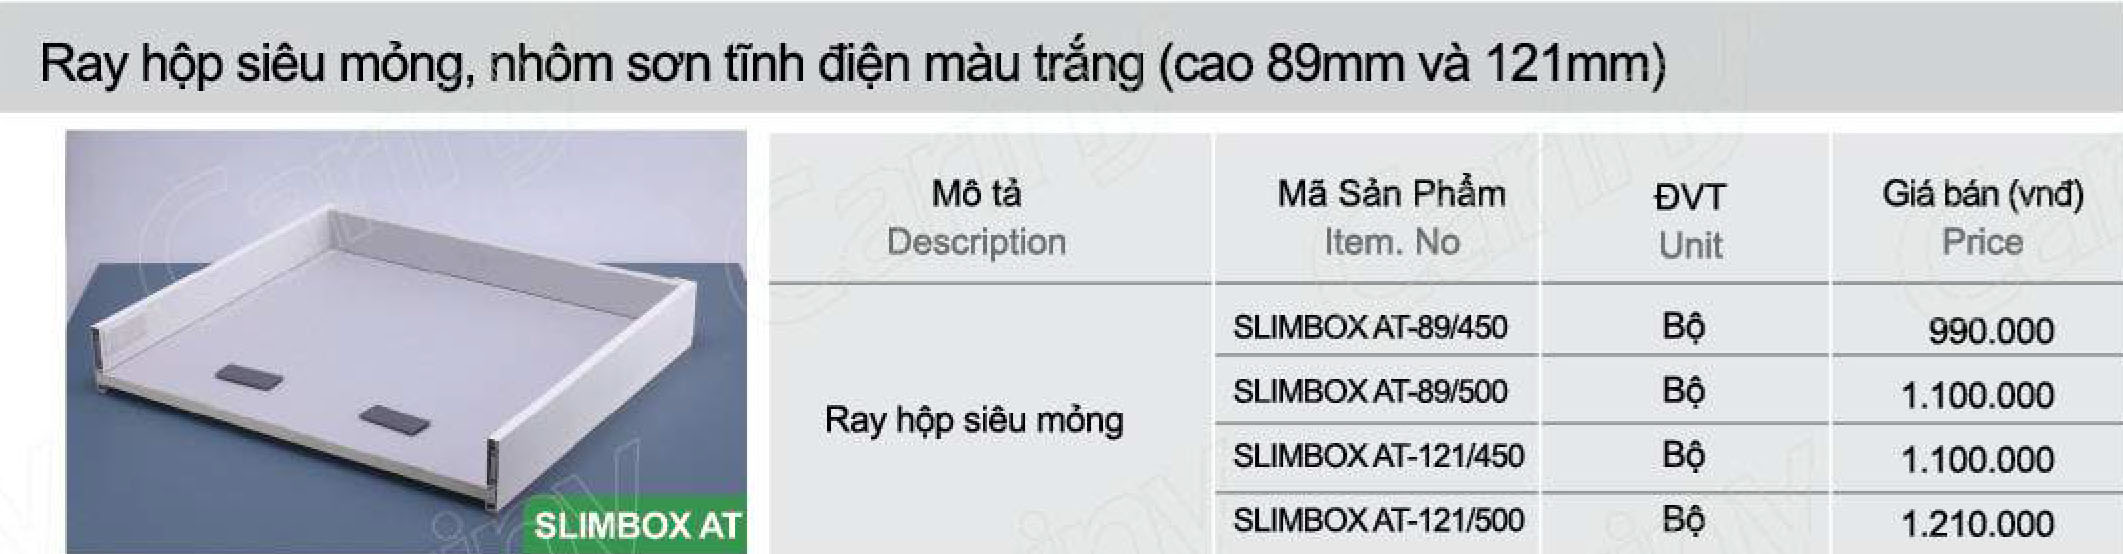 Ray hộp siêu mỏng, nhôm sơn tĩnh điện màu trắng (cao 89mm và 121mm)
SLIMBOX AT
Mô tả Mã Sản Phẩm ĐVT Giá bán (vnđ)
Description Item. No Unit Price
SLIMBOX AT-89/450 Bộ 990.000
SLIMBOX AT-89/500 Bộ 1.100.000
Ray hộp siêu mỏng
SLIMBOX AT-121/450 Bộ 1.100.000
SLIMBOX AT-121/500 Bộ 1.210.000